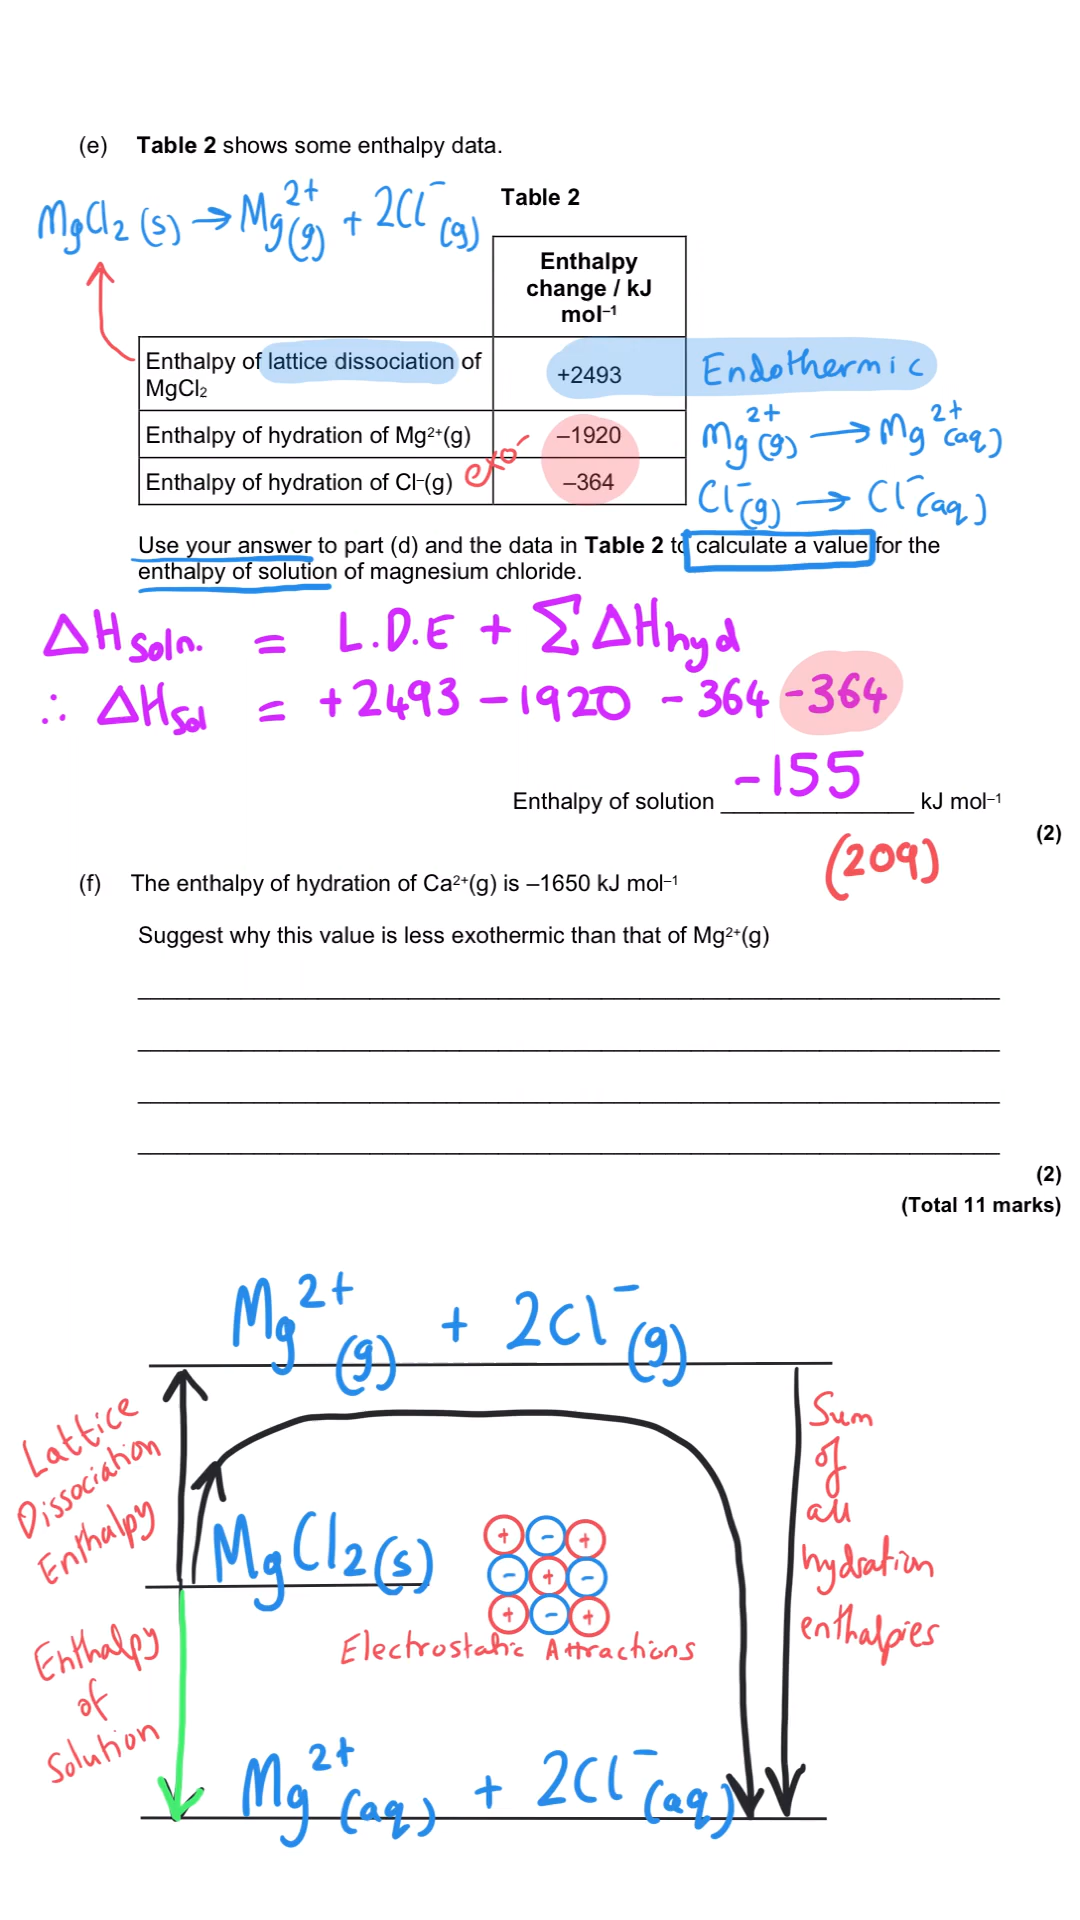 (e) Table 2 shows some enthalpy data.
MgCl₂ (s) → Mg²⁺(g) + 2Cl⁻(g)
Table 2
Enthalpy
change / kJ
mol⁻¹
Enthalpy of lattice dissociation of
MgCl₂
+2493
Endothermic
Enthalpy of hydration of Mg²⁺(g)
exo
–1920
Mg²⁺(g) → Mg²⁺(aq)
Enthalpy of hydration of Cl⁻(g)
–364
Cl⁻(g) → Cl⁻(aq)
Use your answer to part (d) and the data in Table 2 to calculate a value for the
enthalpy of solution of magnesium chloride.
ΔHsoln. = L.D.E + ΣΔHhyd
∴ ΔHsol = +2493 –1920 –364 –364
–155
Enthalpy of solution ________________ kJ mol⁻¹
(2)
(209)
(f) The enthalpy of hydration of Ca²⁺(g) is –1650 kJ mol⁻¹
Suggest why this value is less exothermic than that of Mg²⁺(g)
(2)
(Total 11 marks)
Mg²⁺(g) + 2Cl⁻(g)
Lattice
Dissociation
Enthalpy
Sum
of
all
hydration
enthalpies
MgCl₂(s)
+ – +
– + –
+ – +
Electrostatic Attractions
Enthalpy
of
Solution
Mg²⁺(aq) + 2Cl⁻(aq)